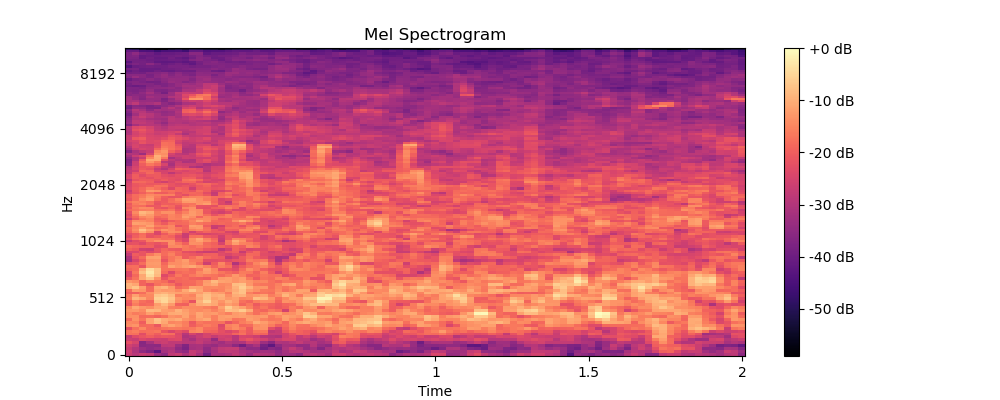 Mel Spectrogram
Hz
8192
4096
2048
1024
512
0
0 0.5 1 1.5 2
Time
+0 dB
-10 dB
-20 dB
-30 dB
-40 dB
-50 dB